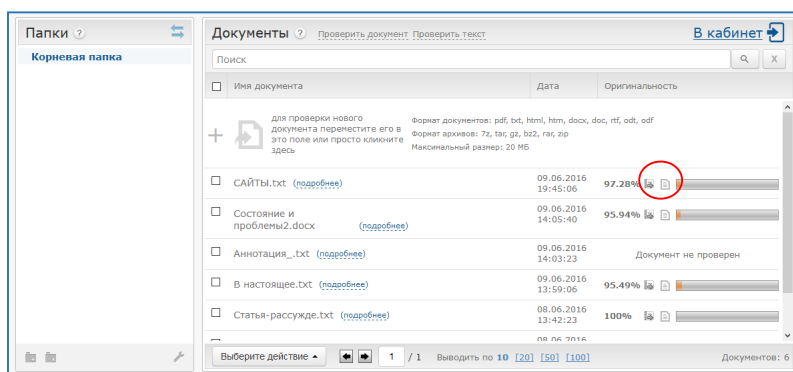 Папки ?
Корневая папка
Документы ? Проверить документ Проверить текст В кабинет
Поиск X
Имя документа Дата Оригинальность
для проверки нового
документа переместите его в
это поле или просто кликните
здесь
Формат документов: pdf, txt, html, htm, docx, doc, rtf, odt, odf
Формат архивов: 7z, tar, gz, bz2, rar, zip
Максимальный размер: 20 МБ
САЙТЫ.txt (подробнее) 09.06.2016
19:45:06 97.28%
Состояние и
проблемы2.docx (подробнее) 09.06.2016
14:05:40 95.94%
Аннотация_.txt (подробнее) 09.06.2016
14:03:23 Документ не проверен
В настоящее.txt (подробнее) 09.06.2016
13:59:06 95.49%
Статья-рассужде.txt (подробнее) 08.06.2016
13:42:23 100%
08.06.2016
Выберите действие 1 / 1 Выводить по 10 [20] [50] [100] Документов: 6